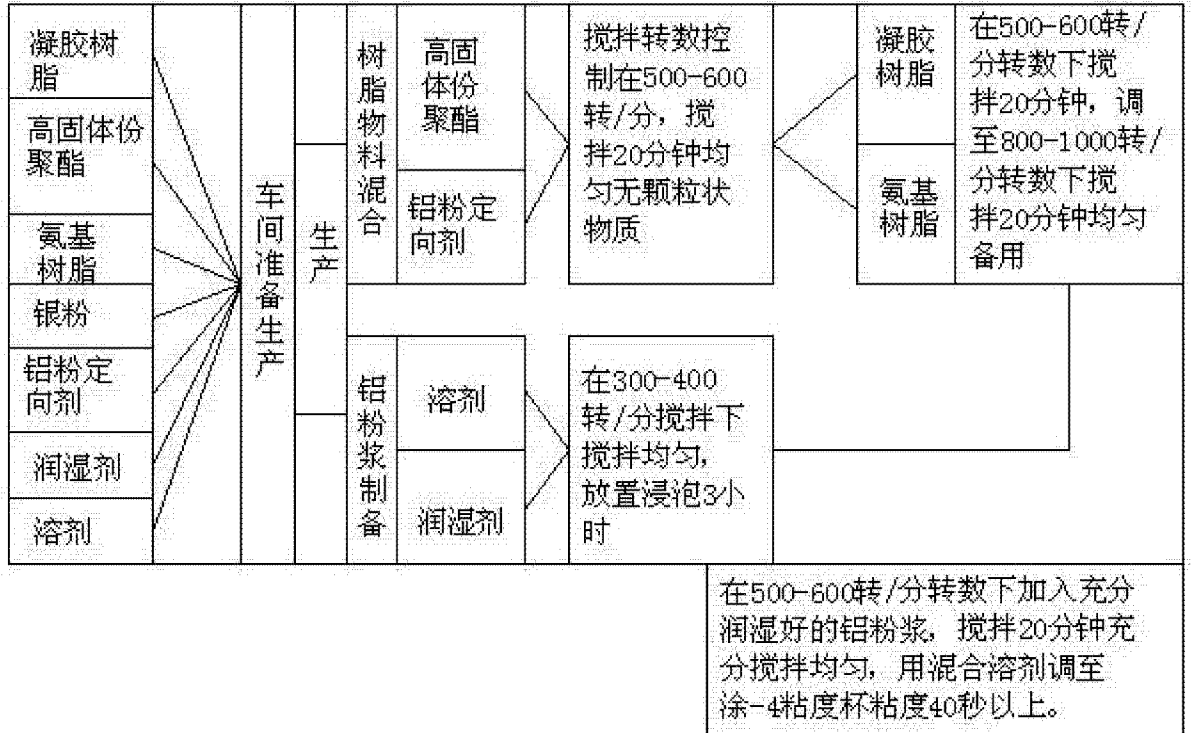 凝胶树
脂
高固体份
聚酯
氨基
树脂
银粉
铝粉定
向剂
润湿剂
溶剂
车间准备生产
生产
树脂物料混合
高固
体份
聚酯
铝粉定
向剂
搅拌转数控
制在500-600
转/分，搅
拌20分钟均
匀无颗粒状
物质
凝胶
树脂
氨基
树脂
在500-600转/
分转数下搅
拌20分钟，调
至800-1000转/
分转数下搅
拌20分钟均匀
备用
铝粉浆制备
溶剂
润湿剂
在300-400
转/分搅拌下
搅拌均匀，
放置浸泡3小
时
在500-600转/分转数下加入充分
润湿好的铝粉浆，搅拌20分钟充
分搅拌均匀，用混合溶剂调至
涂-4粘度杯粘度40秒以上。